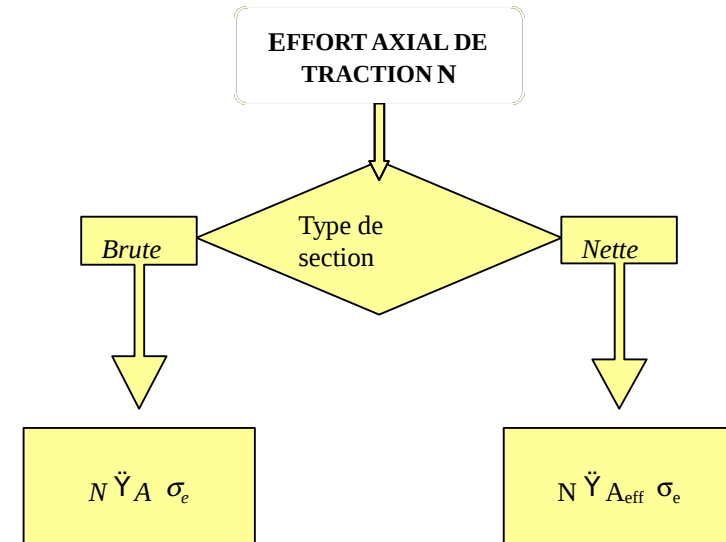 EFFORT AXIAL DE
TRACTION N
Type de
section
Brute
Nette
N Ÿ A σe
N Ÿ Aeff σe